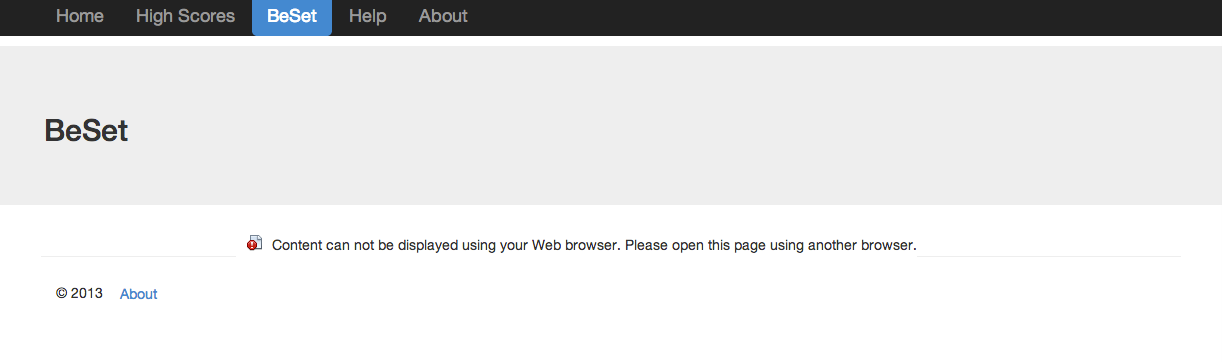 Home High Scores BeSet Help About
BeSet
Content can not be displayed using your Web browser. Please open this page using another browser.
© 2013 About